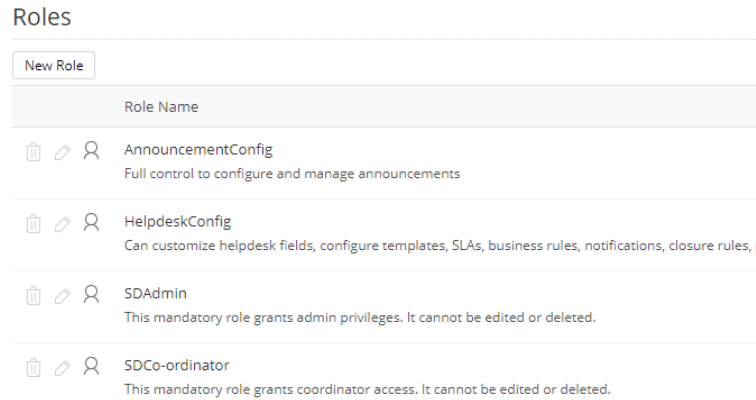 Roles
New Role
Role Name
AnnouncementConfig
Full control to configure and manage announcements
HelpdeskConfig
Can customize helpdesk fields, configure templates, SLAs, business rules, notifications, closure rules,
SDAdmin
This mandatory role grants admin privileges. It cannot be edited or deleted.
SDCo-ordinator
This mandatory role grants coordinator access. It cannot be edited or deleted.